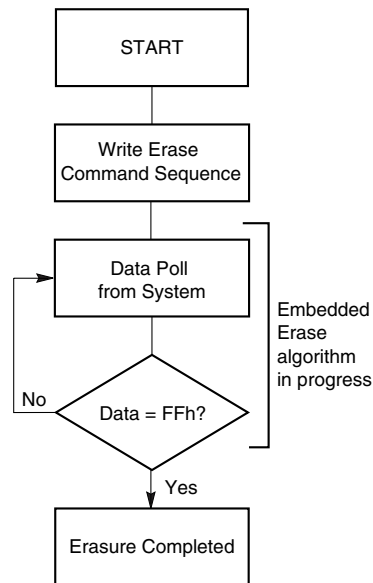 START
Write Erase
Command Sequence
Data Poll
from System
Embedded
Erase
algorithm
in progress
No
Data = FFh?
Yes
Erasure Completed